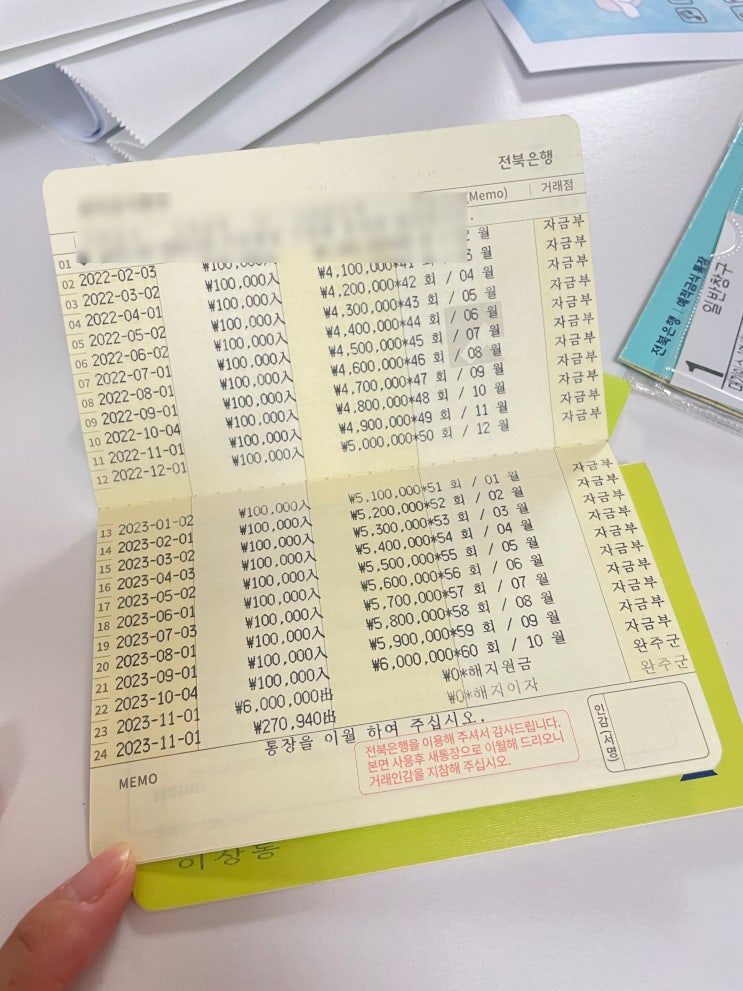 전북은행
(Memo) 거래점
01
02 2022-02-03 ₩100,000入 월 자금부
03 2022-03-02 ₩100,000入 ₩4,100,000*41 회 / 03 월 자금부
04 2022-04-01 ₩100,000入 ₩4,200,000*42 회 / 04 월 자금부
05 2022-05-02 ₩100,000入 ₩4,300,000*43 회 / 05 월 자금부
06 2022-06-02 ₩100,000入 ₩4,400,000*44 회 / 06 월 자금부
07 2022-07-01 ₩100,000入 ₩4,500,000*45 회 / 07 월 자금부
08 2022-08-01 ₩100,000入 ₩4,600,000*46 회 / 08 월 자금부
09 2022-09-01 ₩100,000入 ₩4,700,000*47 회 / 09 월 자금부
10 2022-10-04 ₩100,000入 ₩4,800,000*48 회 / 10 월 자금부
11 2022-11-01 ₩100,000入 ₩4,900,000*49 회 / 11 월 자금부
12 2022-12-01 ₩100,000入 ₩5,000,000*50 회 / 12 월 자금부
13 2023-01-02 ₩100,000入 ₩5,100,000*51 회 / 01 월 자금부
14 2023-02-01 ₩100,000入 ₩5,200,000*52 회 / 02 월 자금부
15 2023-03-02 ₩100,000入 ₩5,300,000*53 회 / 03 월 자금부
16 2023-04-03 ₩100,000入 ₩5,400,000*54 회 / 04 월 자금부
17 2023-05-02 ₩100,000入 ₩5,500,000*55 회 / 05 월 자금부
18 2023-06-01 ₩100,000入 ₩5,600,000*56 회 / 06 월 자금부
19 2023-07-03 ₩100,000入 ₩5,700,000*57 회 / 07 월 자금부
20 2023-08-01 ₩100,000入 ₩5,800,000*58 회 / 08 월 자금부
21 2023-09-01 ₩100,000入 ₩5,900,000*59 회 / 09 월 자금부
22 2023-10-04 ₩100,000入 ₩6,000,000*60 회 / 10 월 자금부
23 2023-11-01 ₩6,000,000出 ₩0*해지원금 완주군
24 2023-11-01 ₩270,940出 ₩0*해지이자 완주군
통장을 이월 하여 주십시오.
MEMO
전북은행을 이용해 주셔서 감사드립니다.
본면 사용후 새통장으로 이월해 드리오니
거래인감을 지참해 주십시오.
인감(서명)
이상통
전북은행
예적금식 통장
1
일반창구